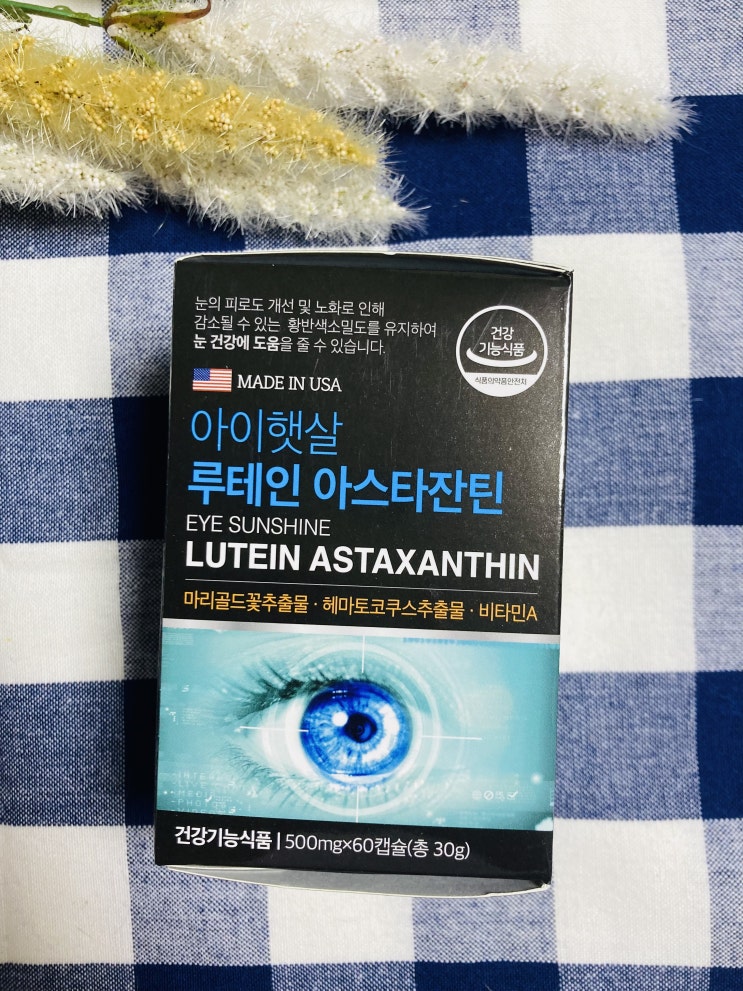 눈의 피로도 개선 및 노화로 인해
감소될 수 있는 황반색소밀도를 유지하여
눈 건강에 도움을 줄 수 있습니다.
건강
기능식품
식품의약품안전처
MADE IN USA
아이햇살
루테인 아스타잔틴
EYE SUNSHINE
LUTEIN ASTAXANTHIN
마리골드꽃추출물 · 헤마토코쿠스추출물 · 비타민A
건강기능식품 | 500mg×60캡슐(총 30g)